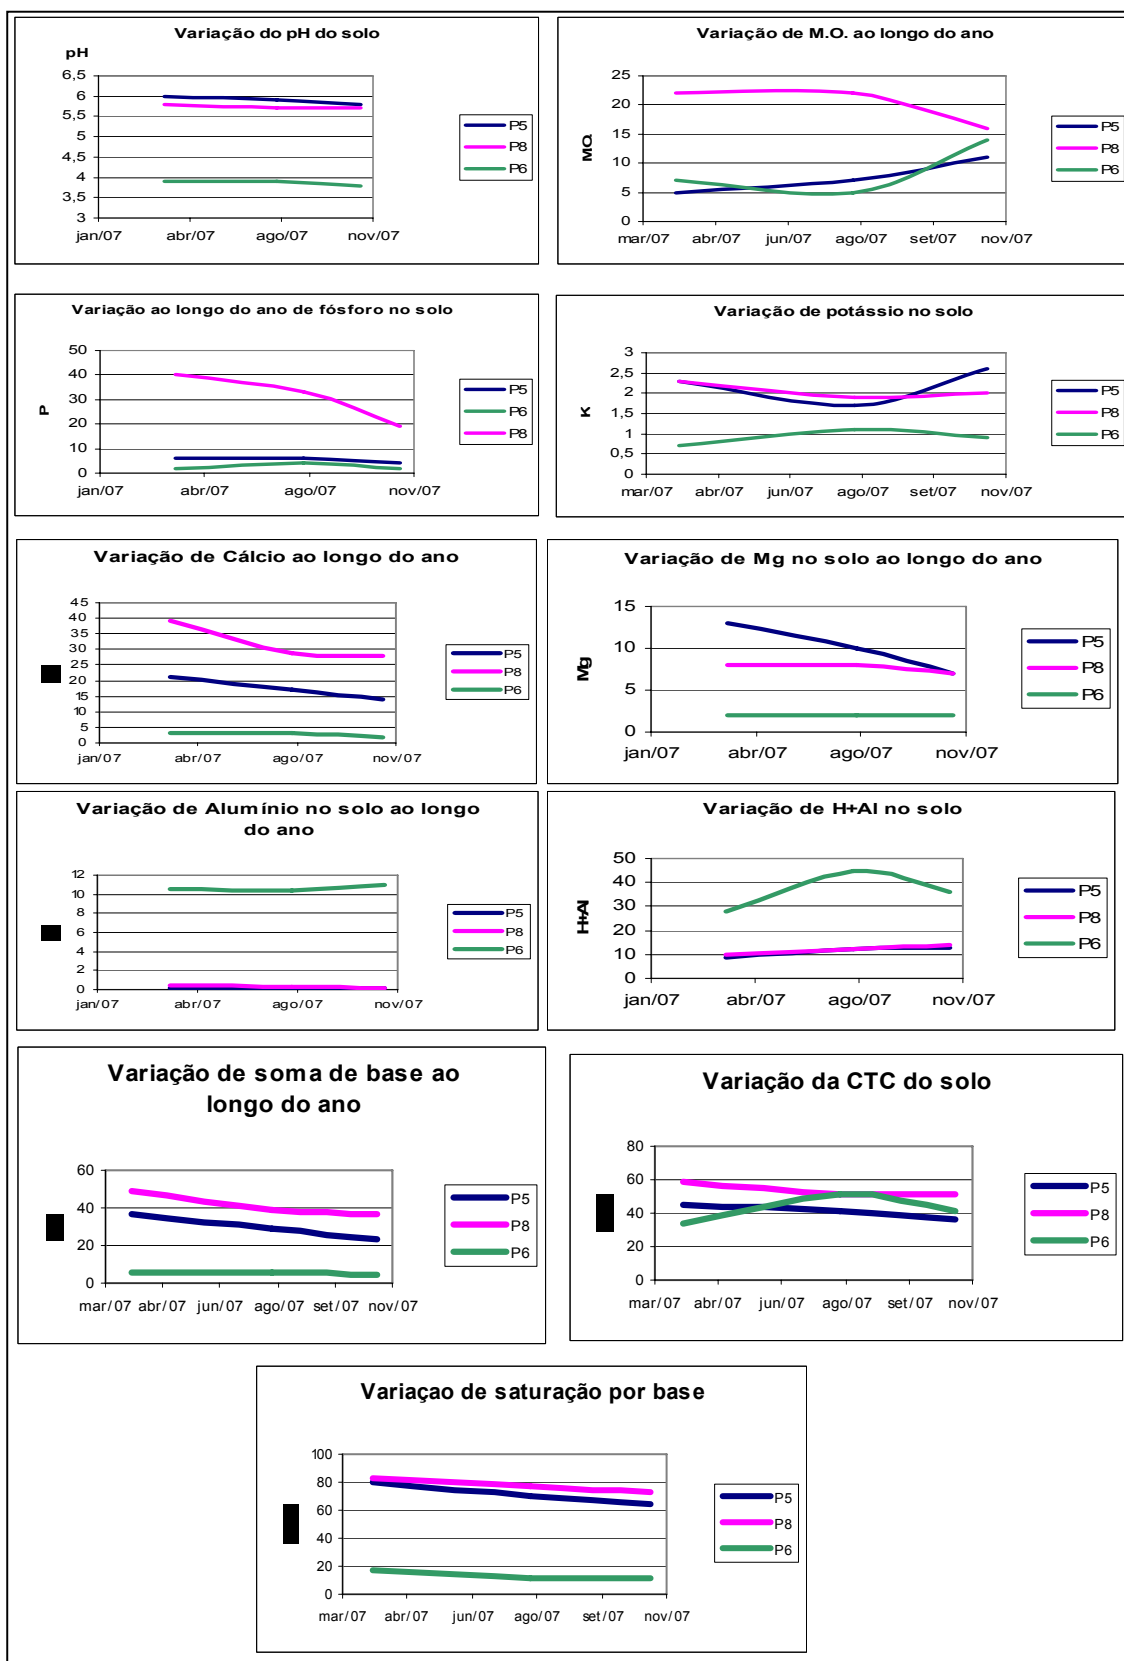 Variação do pH do solo
pH
6,5
6
5,5
5
4,5
4
3,5
3
jan/07 abr/07 ago/07 nov/07
P5
P8
P6
Variação de M.O. ao longo do ano
MO.
25
20
15
10
5
0
mar/07 abr/07 jun/07 ago/07 set/07 nov/07
P5
P8
P6
Variação ao longo do ano de fósforo no solo
P
50
40
30
20
10
0
jan/07 abr/07 ago/07 nov/07
P5
P6
P8
Variação de potássio no solo
K
3
2,5
2
1,5
1
0,5
0
mar/07 abr/07 jun/07 ago/07 set/07 nov/07
P5
P8
P6
Variação de Cálcio ao longo do ano
45
40
35
30
25
20
15
10
5
0
jan/07 abr/07 ago/07 nov/07
P5
P8
P6
Variação de Mg no solo ao longo do ano
Mg
15
10
5
0
jan/07 abr/07 ago/07 nov/07
P5
P8
P6
Variação de Alumínio no solo ao longo
do ano
12
10
8
6
4
2
0
jan/07 abr/07 ago/07 nov/07
P5
P8
P6
Variação de H+Al no solo
H+Al
50
40
30
20
10
0
jan/07 abr/07 ago/07 nov/07
P5
P8
P6
Variação de soma de base ao
longo do ano
60
40
20
0
mar/07 abr/07 jun/07 ago/07 set/07 nov/07
P5
P8
P6
Variação da CTC do solo
80
60
40
20
0
mar/07 abr/07 jun/07 ago/07 set/07 nov/07
P5
P8
P6
Variaçao de saturação por base
100
80
60
40
20
0
mar/07 abr/07 jun/07 ago/07 set/07 nov/07
P5
P8
P6